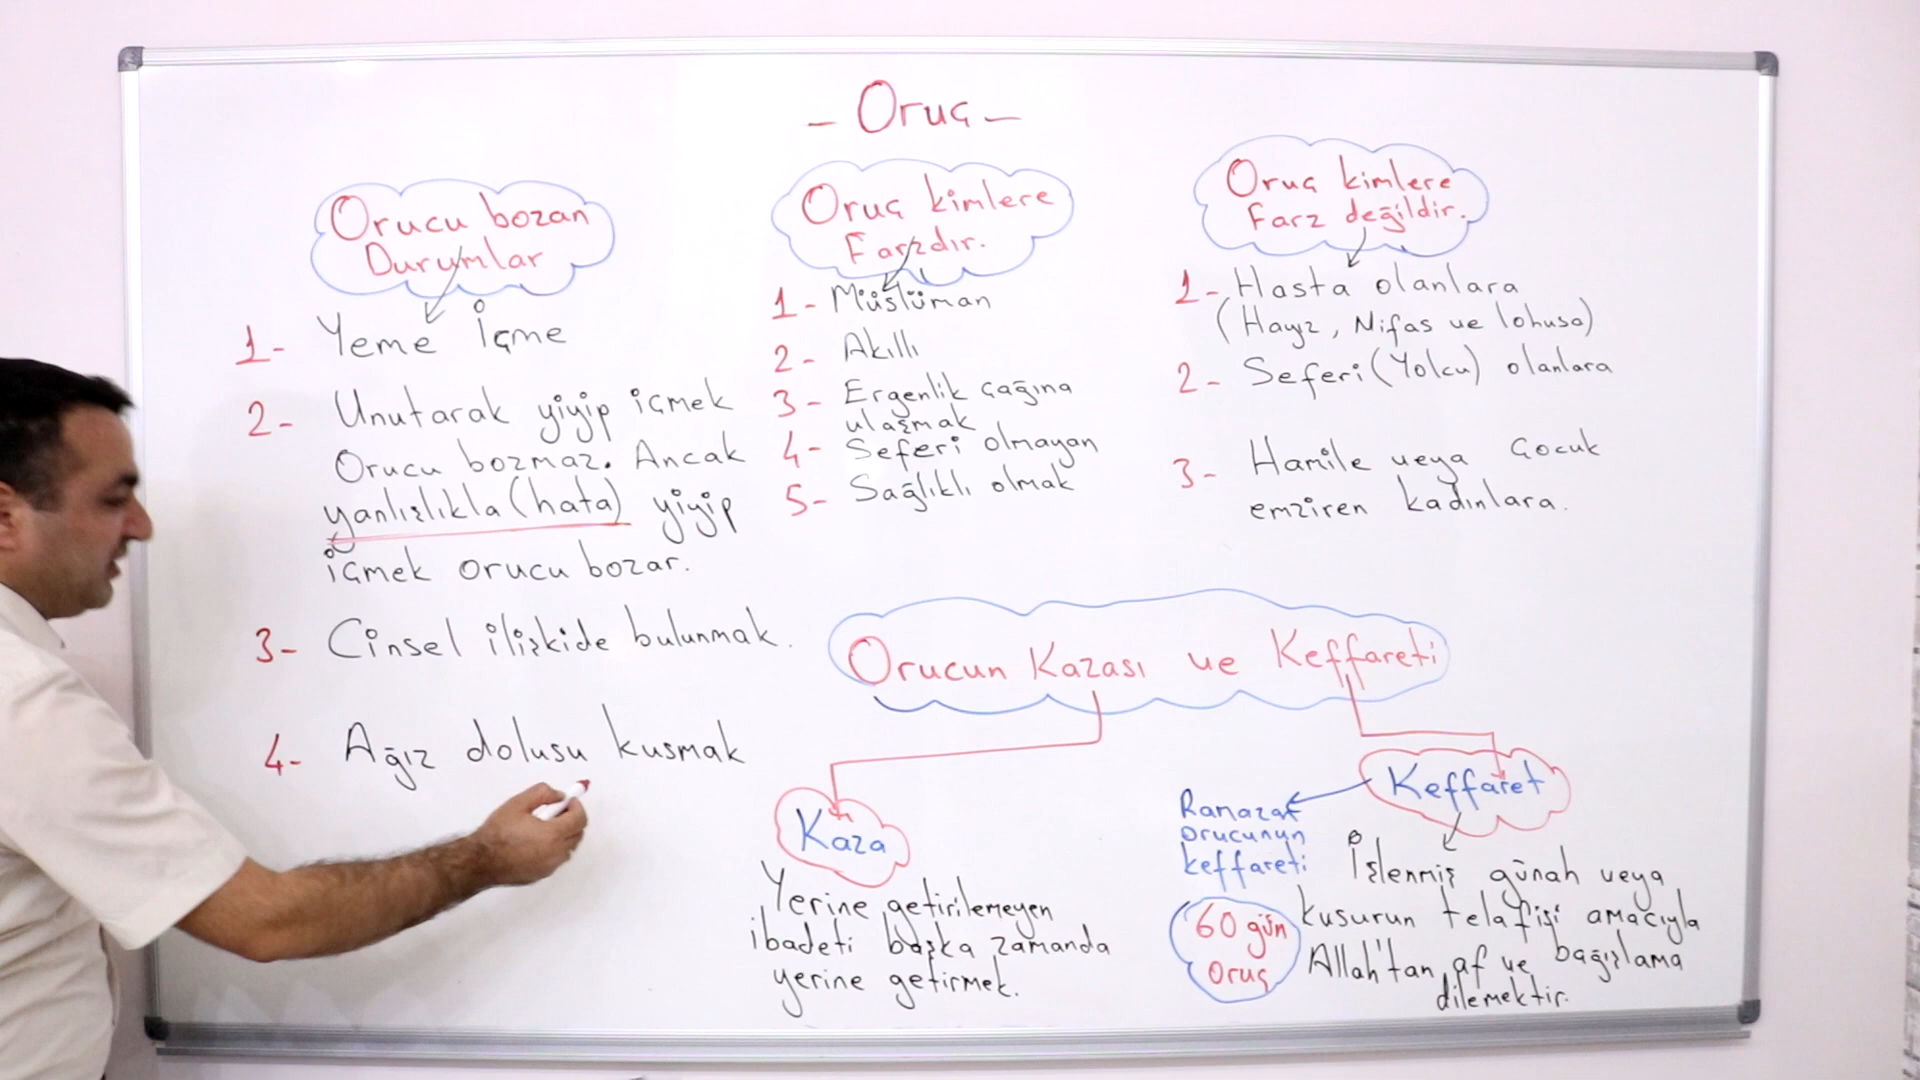 - Oruç -
Orucu bozan
Durumlar
1- Yeme İçme
2- Unutarak yiyip içmek
Orucu bozmaz. Ancak
yanlışlıkla (hata) yiyip
içmek orucu bozar.
3- Cinsel ilişkide bulunmak.
4- Ağız dolusu kusmak
Oruç kimlere
Farzdır.
1- Müslüman
2- Akıllı
3- Ergenlik çağına
ulaşmak
4- Seferi olmayan
5- Sağlıklı olmak
Oruç kimlere
Farz değildir.
1- Hasta olanlara
(Hayız, Nifas ve lohusa)
2- Seferi (Yolcu) olanlara
3- Hamile veya çocuk
emziren kadınlara.
Orucun Kazası ve Keffareti
Kaza
Yerine getirilemeyen
ibadeti başka zamanda
yerine getirmek.
Keffaret
Ramazan
orucunun
keffareti
60 gün
oruç
İşlenmiş günah veya
kusurun telafisi amacıyla
Allah'tan af ve bağışlama
dilemektir.